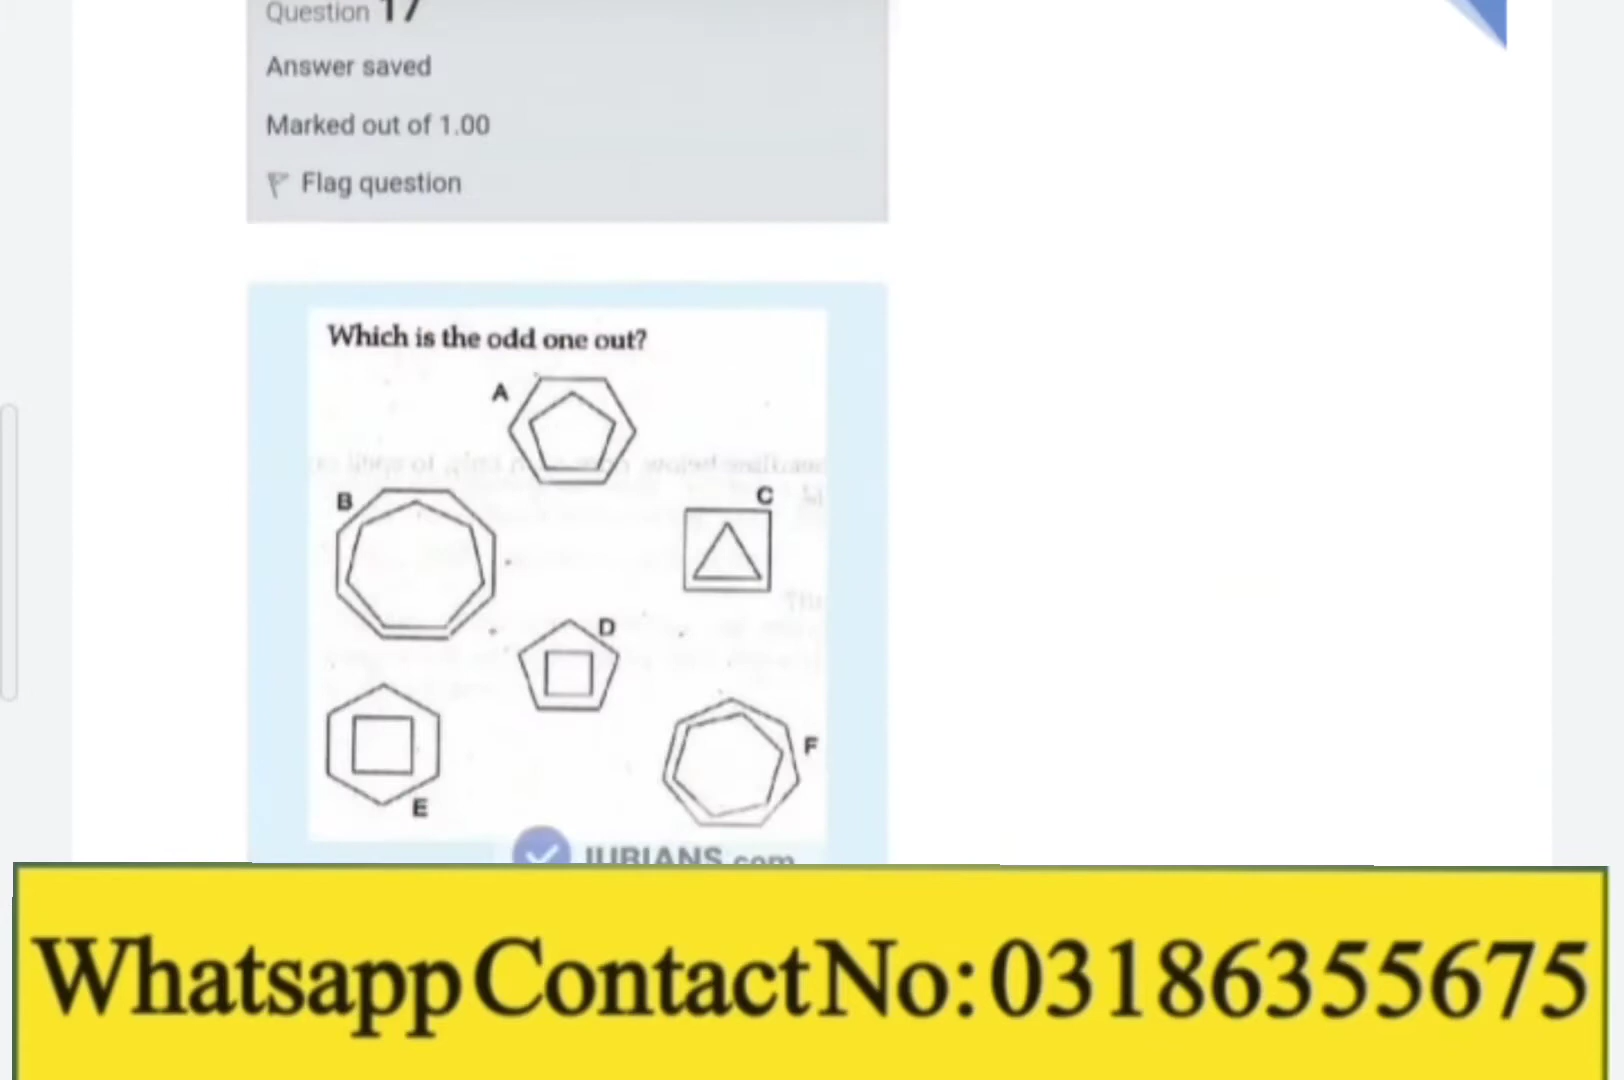 Question 17
Answer saved
Marked out of 1.00
Flag question
Which is the odd one out?
A
B
C
D
E
F
Whatsapp Contact No: 03186355675